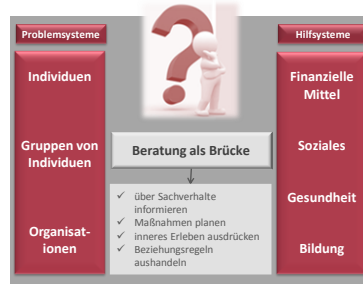 Problemsysteme
Individuen
Gruppen von
Individuen
Organisat-
ionen
?
Beratung als Brücke
✓ über Sachverhalte
informieren
✓ Maßnahmen planen
✓ inneres Erleben ausdrücken
✓ Beziehungsregeln
aushandeln
Hilfsysteme
Finanzielle
Mittel
Soziales
Gesundheit
Bildung